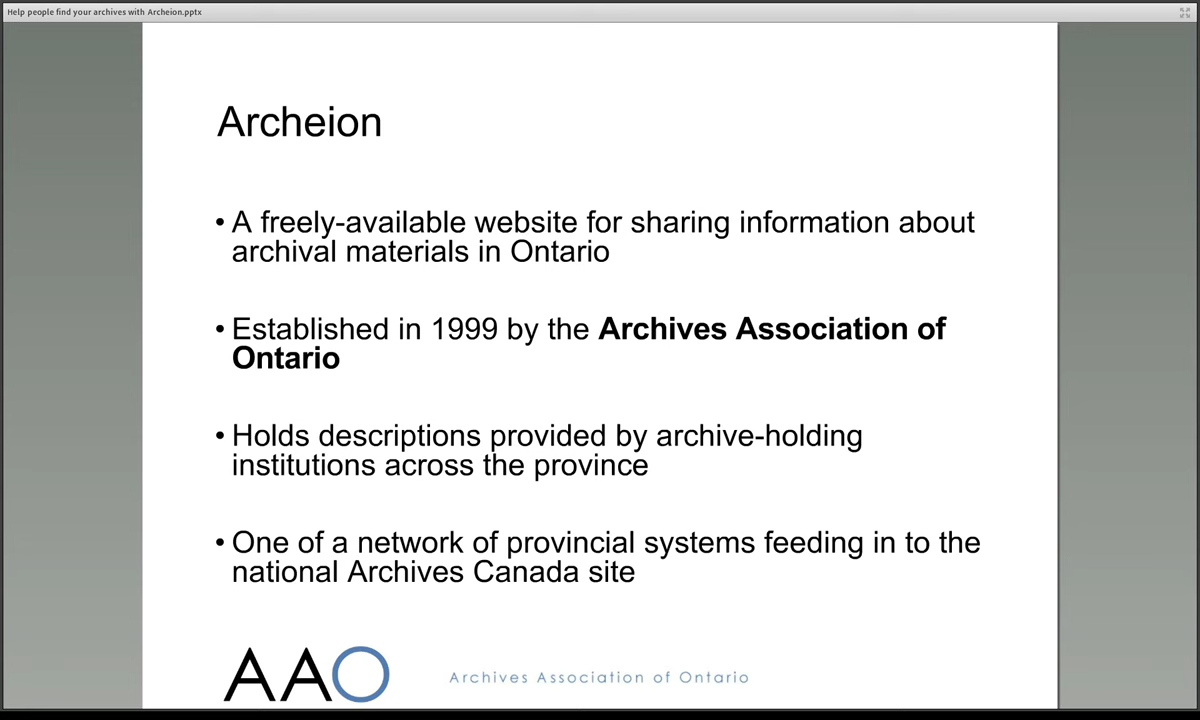 Help people find your archives with Archeion.pptx
Archeion
• A freely-available website for sharing information about
archival materials in Ontario
• Established in 1999 by the Archives Association of
Ontario
• Holds descriptions provided by archive-holding
institutions across the province
• One of a network of provincial systems feeding in to the
national Archives Canada site
AAO Archives Association of Ontario